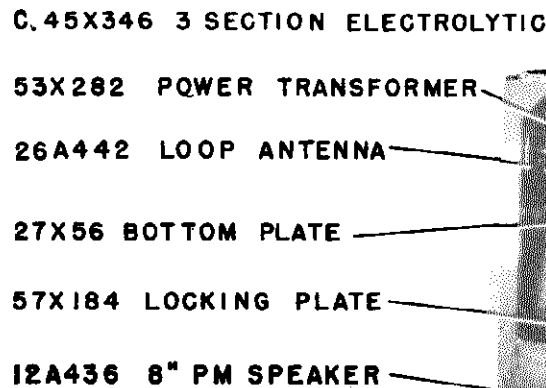 C.45X346 3 SECTION ELECTROLYTIC
53X282 POWER TRANSFORMER
26A442 LOOP ANTENNA
27X56 BOTTOM PLATE
57X184 LOCKING PLATE
12A436 8" PM SPEAKER